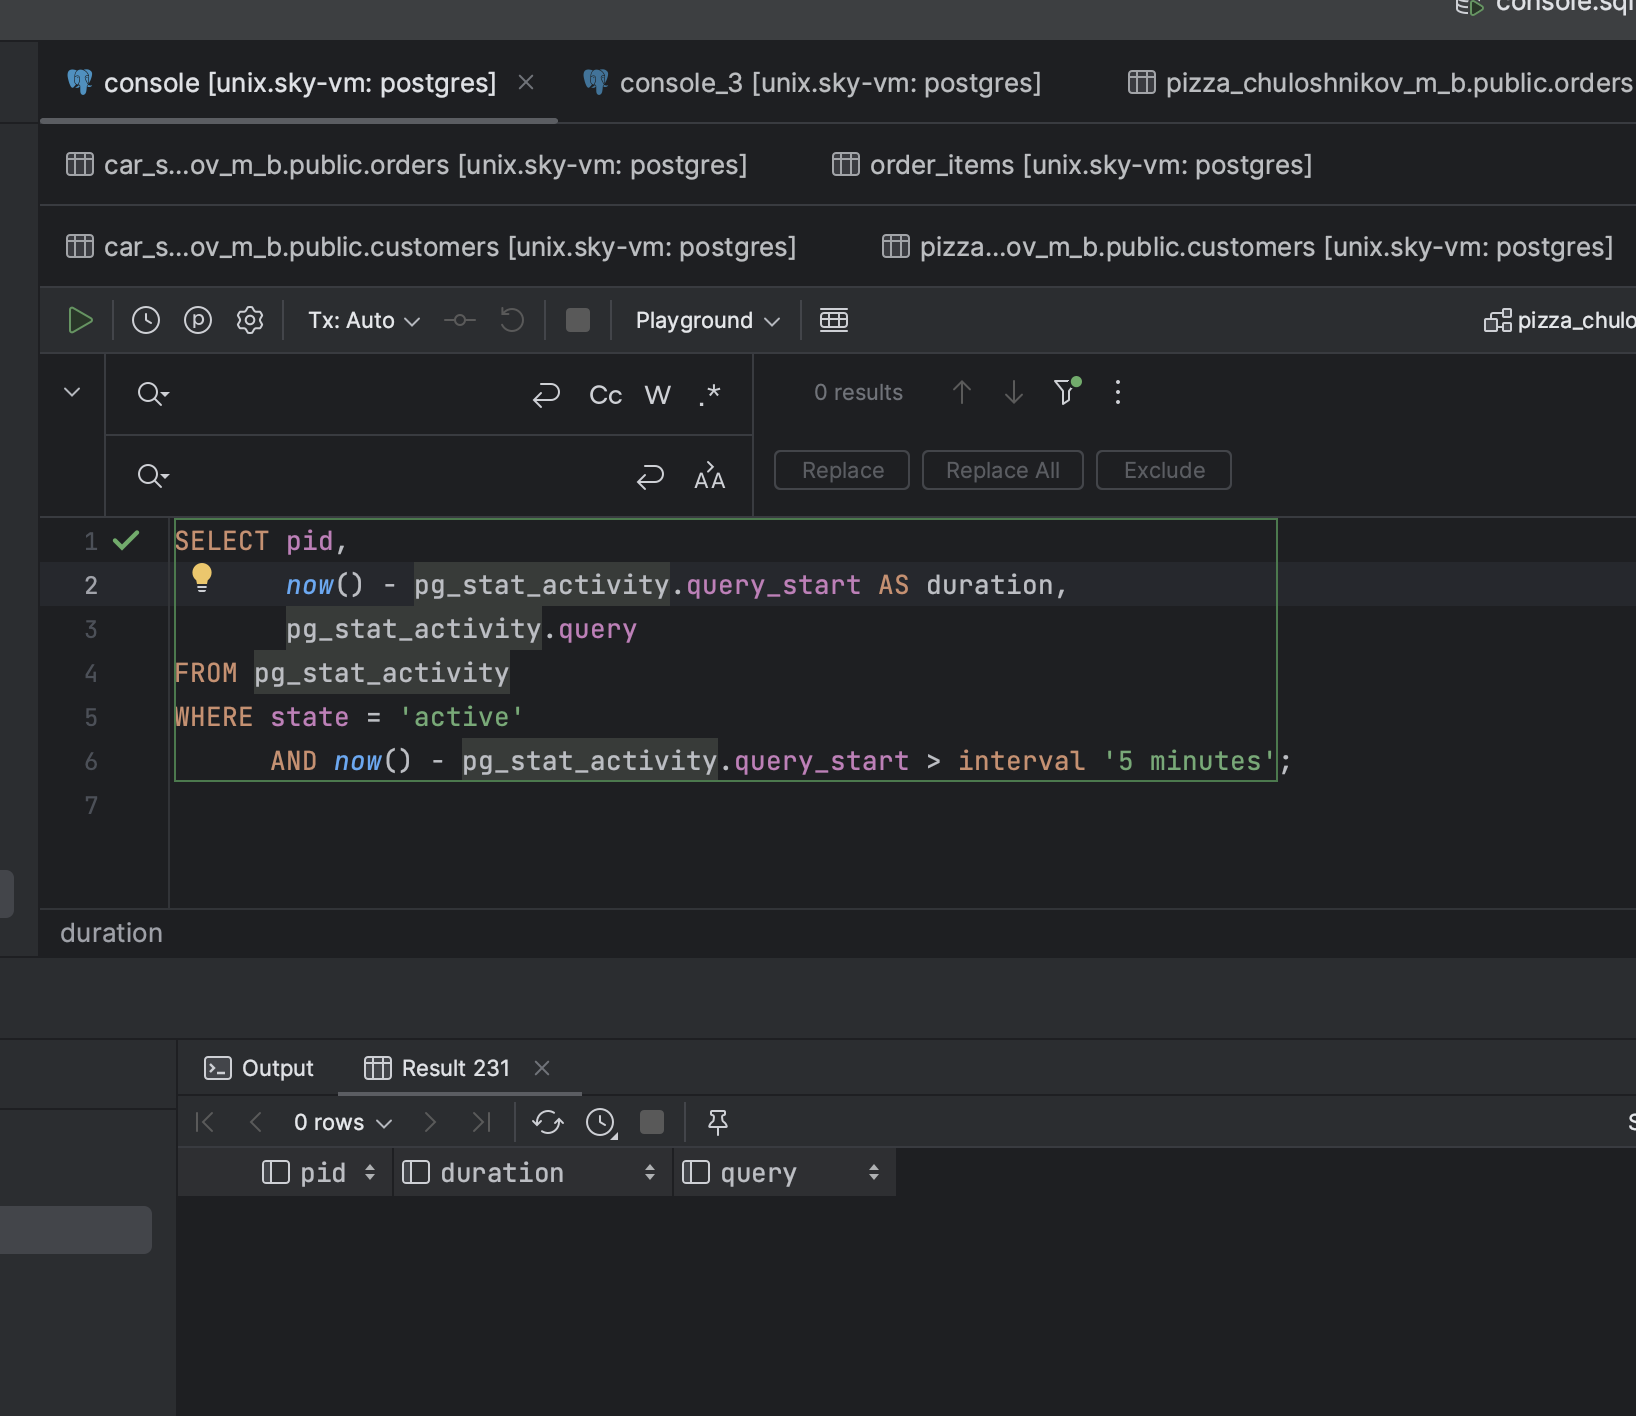 console.sql
console [unix.sky-vm: postgres]
console_3 [unix.sky-vm: postgres]
pizza_chuloshnikov_m_b.public.orders
car_s...ov_m_b.public.orders [unix.sky-vm: postgres]
order_items [unix.sky-vm: postgres]
car_s...ov_m_b.public.customers [unix.sky-vm: postgres]
pizza...ov_m_b.public.customers [unix.sky-vm: postgres]
Tx: Auto
Playground
pizza_chulo
Cc W .*
0 results
Replace
Replace All
Exclude
1 SELECT pid,
2 now() - pg_stat_activity.query_start AS duration,
3 pg_stat_activity.query
4 FROM pg_stat_activity
5 WHERE state = 'active'
6 AND now() - pg_stat_activity.query_start > interval '5 minutes';
7
duration
Output
Result 231
0 rows
pid
duration
query